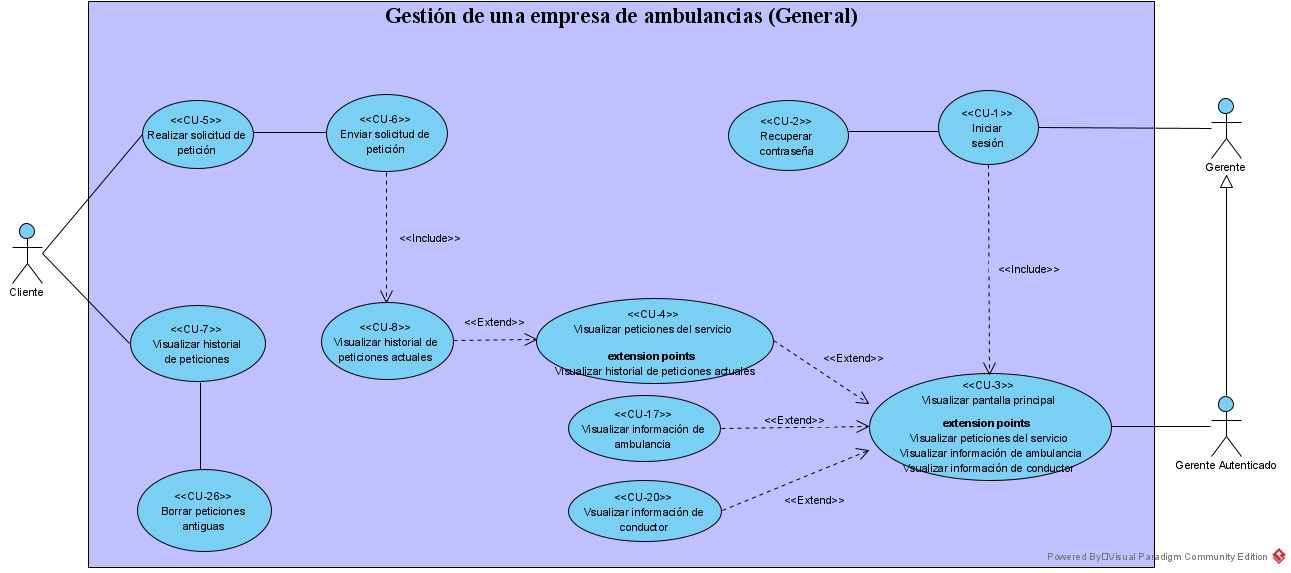 Gestión de una empresa de ambulancias (General)
<<CU-5>>
Realizar solicitud de
petición
<<CU-6>>
Enviar solicitud de
petición
<<CU-2>>
Recuperar
contraseña
<<CU-1>>
Iniciar
sesión
Gerente
<<Include>>
<<Include>>
Cliente
<<CU-7>>
Visualizar historial
de peticiones
<<CU-8>>
Visualizar historial de
peticiones actuales
<<Extend>>
<<CU-4>>
Visualizar peticiones del servicio
extension points
Visualizar historial de peticiones actuales
<<Extend>>
<<CU-3>>
Visualizar pantalla principal
extension points
Visualizar peticiones del servicio
Visualizar información de ambulancia
Vsualizar información de conductor
<<CU-17>>
Visualizar información de
ambulancia
<<Extend>>
Gerente Autenticado
<<CU-26>>
Borrar peticiones
antiguas
<<CU-20>>
Vsualizar información de
conductor
<<Extend>>
Powered By Visual Paradigm Community Edition